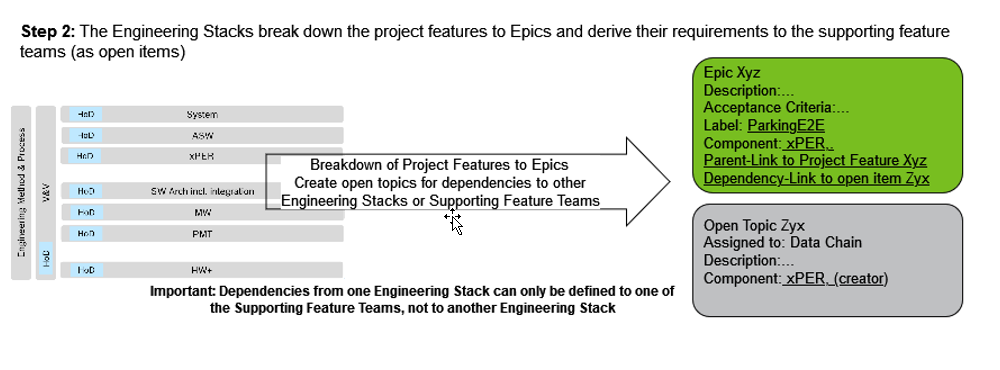 Step 2: The Engineering Stacks break down the project features to Epics and derive their requirements to the supporting feature
teams (as open items)
Engineering Method & Process
V&V
HoD
HoD System
HoD ASW
HoD xPER
HoD SW Arch incl. integration
HoD MW
HoD PMT
HoD HW+
Breakdown of Project Features to Epics
Create open topics for dependencies to other
Engineering Stacks or Supporting Feature Teams
Important: Dependencies from one Engineering Stack can only be defined to one of
the Supporting Feature Teams, not to another Engineering Stack
Epic Xyz
Description:...
Acceptance Criteria:...
Label: ParkingE2E
Component: xPER,.
Parent-Link to Project Feature Xyz
Dependency-Link to open item Zyx
Open Topic Zyx
Assigned to: Data Chain
Description:...
Component: xPER, (creator)